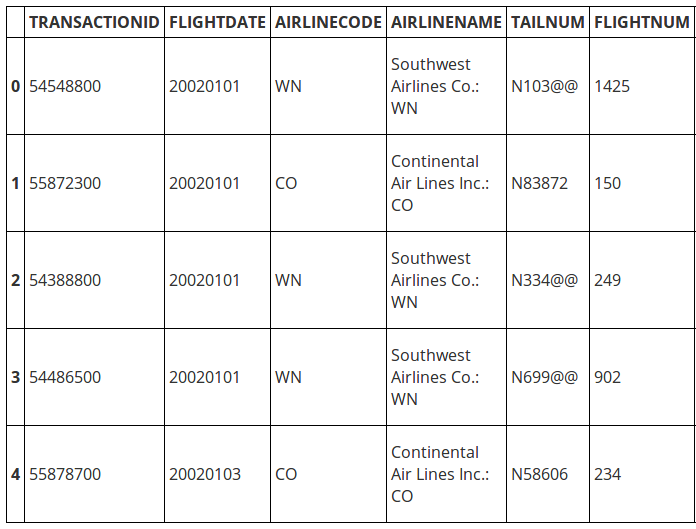 TRANSACTIONID FLIGHTDATE AIRLINECODE AIRLINENAME TAILNUM FLIGHTNUM
0 54548800 20020101 WN Southwest Airlines Co.: WN N103@@ 1425
1 55872300 20020101 CO Continental Air Lines Inc.: CO N83872 150
2 54388800 20020101 WN Southwest Airlines Co.: WN N334@@ 249
3 54486500 20020101 WN Southwest Airlines Co.: WN N699@@ 902
4 55878700 20020103 CO Continental Air Lines Inc.: CO N58606 234